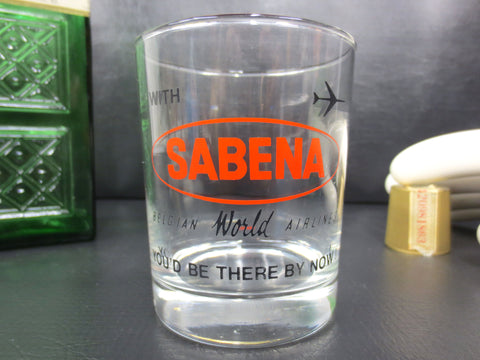 WITH
SABENA
BELGIAN World AIRLINES
YOU'D BE THERE BY NOW